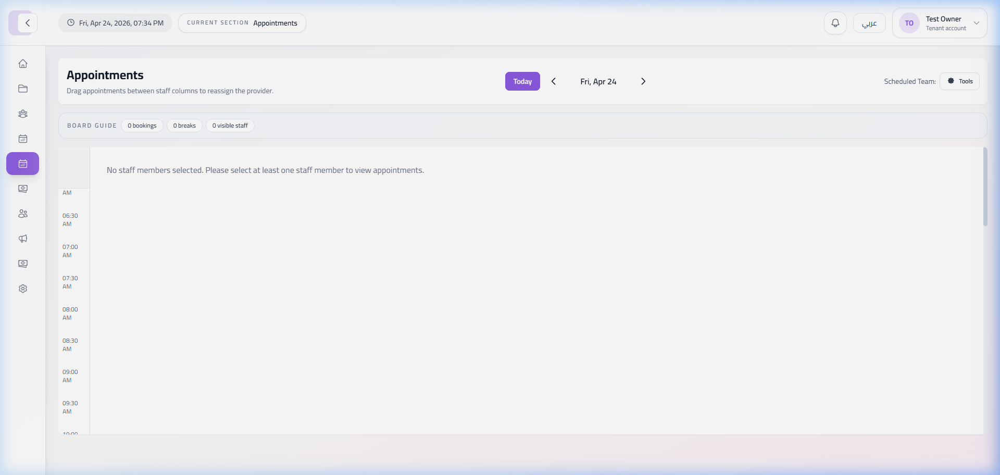 Fri, Apr 24, 2026, 07:34 PM
CURRENT SECTION Appointments
عربي
TO
Test Owner
Tenant account
Appointments
Drag appointments between staff columns to reassign the provider.
Today
Fri, Apr 24
Scheduled Team:
Tools
BOARD GUIDE
0 bookings
0 breaks
0 visible staff
No staff members selected. Please select at least one staff member to view appointments.
AM
06:30
AM
07:00
AM
07:30
AM
08:00
AM
08:30
AM
09:00
AM
09:30
AM
10:00